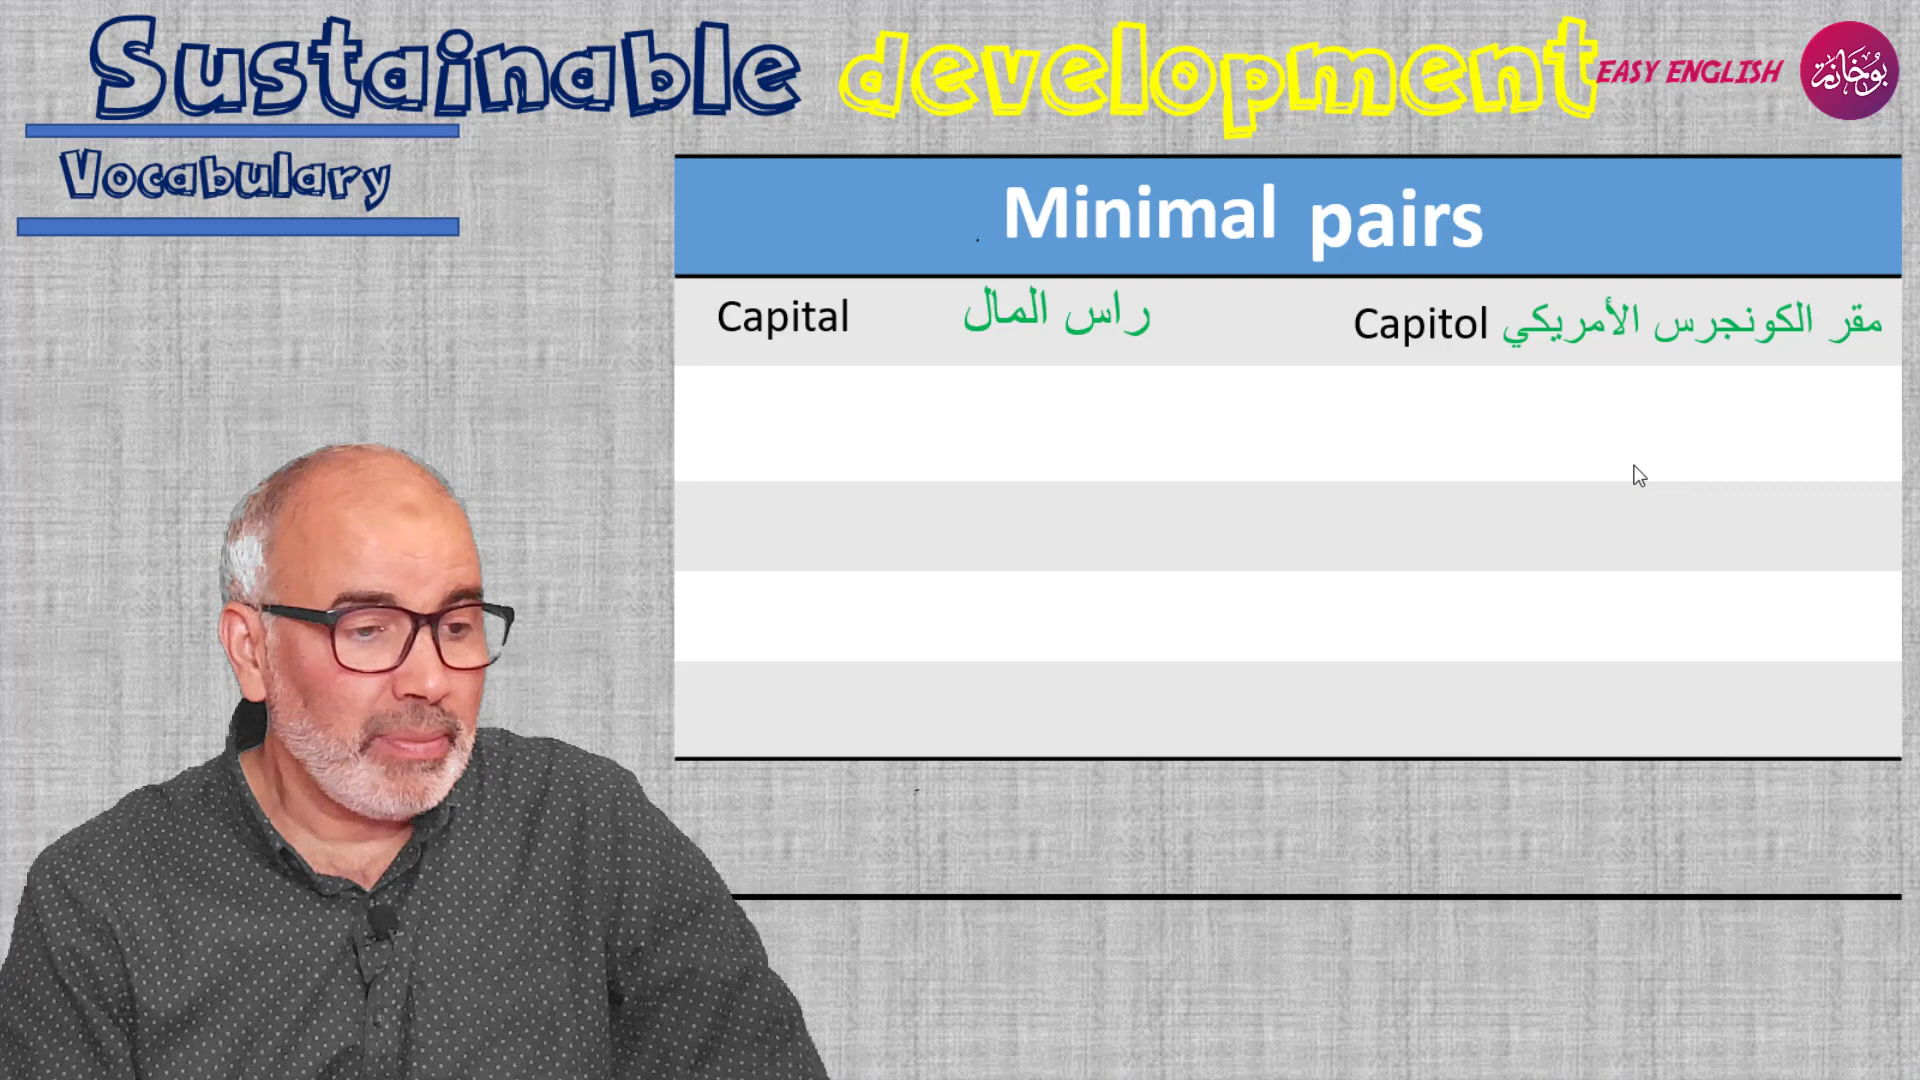 Sustainable development
EASY ENGLISH
بوخانة
Vocabulary
Minimal pairs
Capital راس المال Capitol مقر الكونجرس الأمريكي